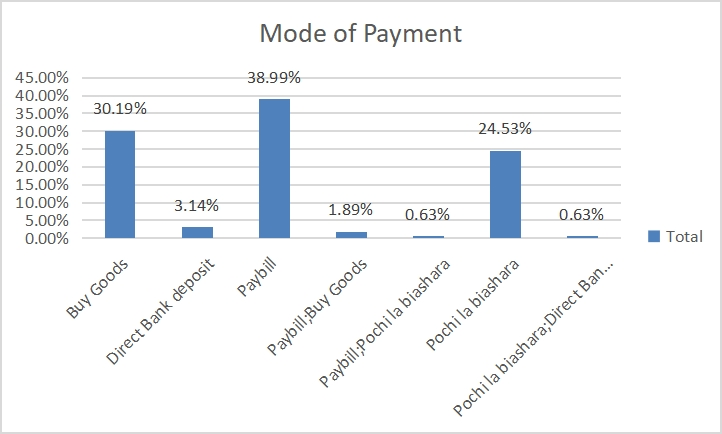 Mode of Payment
45.00%
40.00%
35.00%
30.00%
25.00%
20.00%
15.00%
10.00%
5.00%
0.00%
30.19%
3.14%
38.99%
1.89%
0.63%
24.53%
0.63%
Buy Goods
Direct Bank deposit
Paybill
Paybill;Buy Goods
Paybill;Pochi la biashara
Pochi la biashara
Pochi la biashara;Direct Ban...
Total